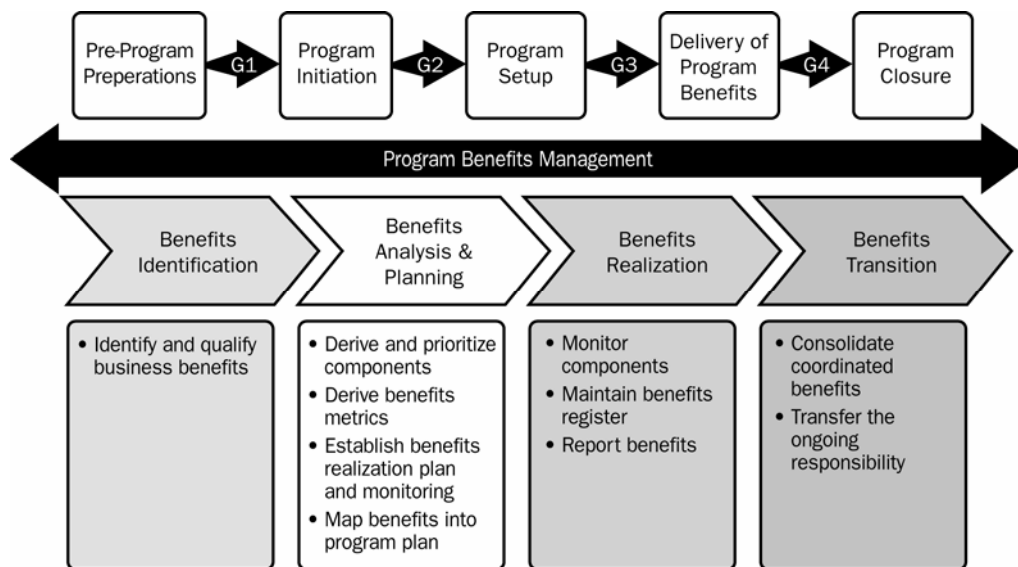 Pre-Program
Preperations
G1
Program
Initiation
G2
Program
Setup
G3
Delivery of
Program
Benefits
G4
Program
Closure
Program Benefits Management
Benefits
Identification
Benefits
Analysis &
Planning
Benefits
Realization
Benefits
Transition
• Identify and qualify
business benefits
• Derive and prioritize
components
• Derive benefits
metrics
• Establish benefits
realization plan
and monitoring
• Map benefits into
program plan
• Monitor
components
• Maintain benefits
register
• Report benefits
• Consolidate
coordinated
benefits
• Transfer the
ongoing
responsibility